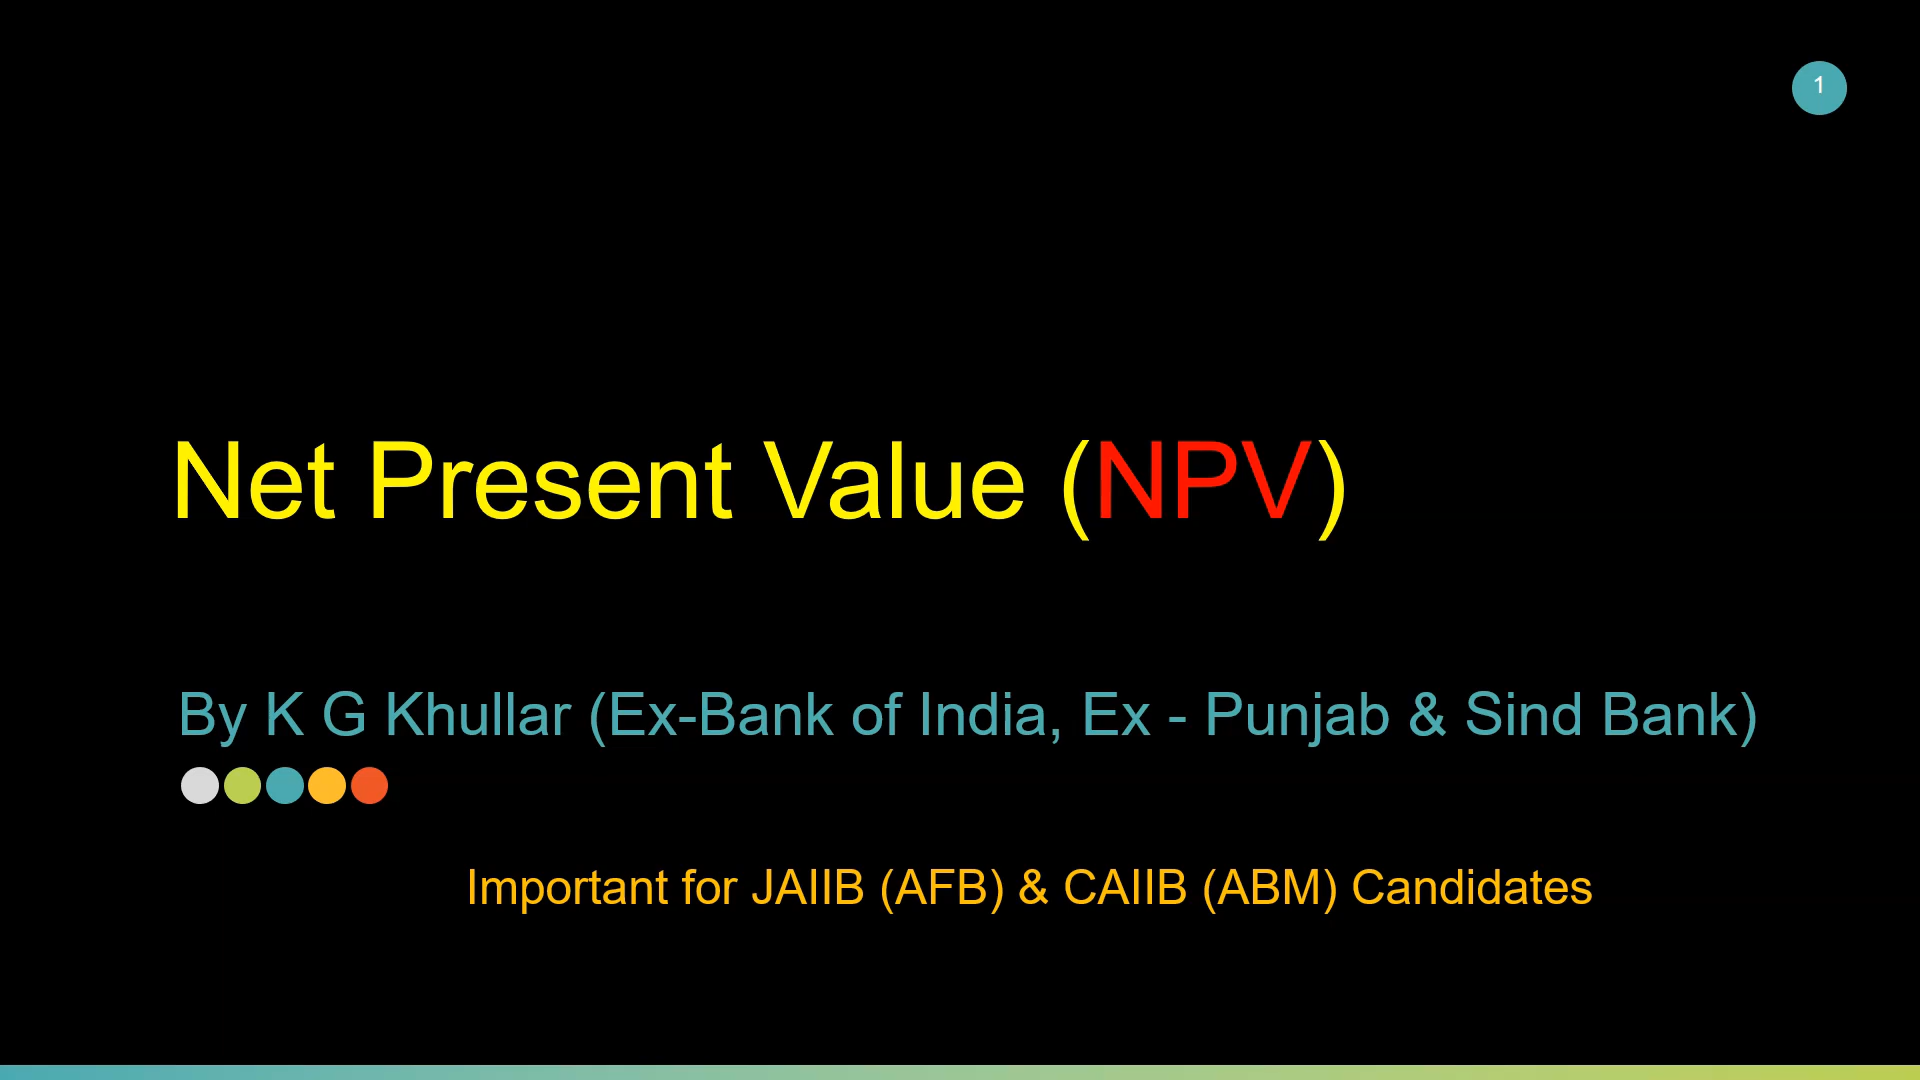 1
Net Present Value (NPV)
By K G Khullar (Ex-Bank of India, Ex - Punjab & Sind Bank)
Important for JAIIB (AFB) & CAIIB (ABM) Candidates